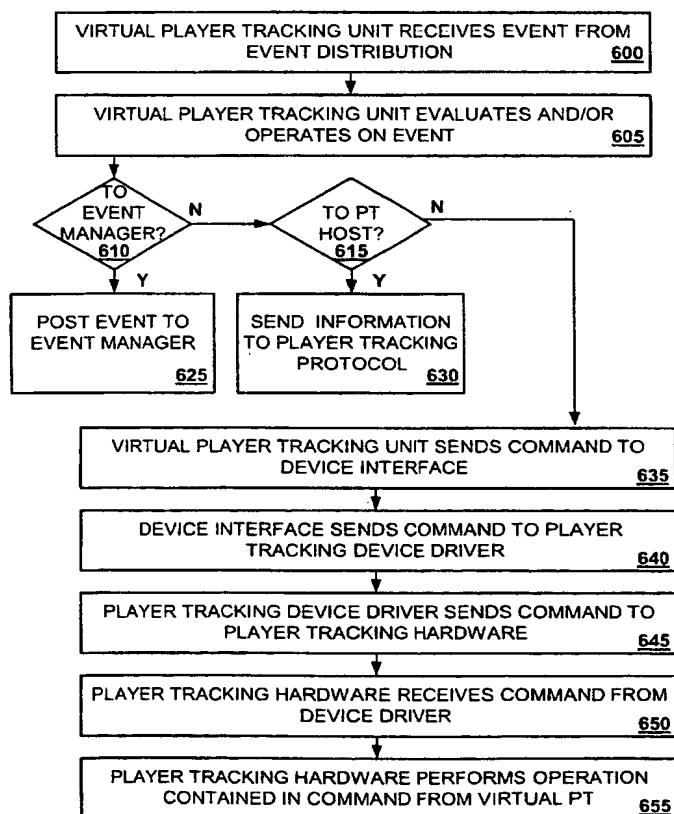 VIRTUAL PLAYER TRACKING UNIT RECEIVES EVENT FROM
EVENT DISTRIBUTION
600
VIRTUAL PLAYER TRACKING UNIT EVALUATES AND/OR
OPERATES ON EVENT
605
TO
EVENT
MANAGER?
610
N
Y
TO PT
HOST?
615
N
Y
POST EVENT TO
EVENT MANAGER
625
SEND INFORMATION
TO PLAYER TRACKING
PROTOCOL
630
VIRTUAL PLAYER TRACKING UNIT SENDS COMMAND TO
DEVICE INTERFACE
635
DEVICE INTERFACE SENDS COMMAND TO PLAYER
TRACKING DEVICE DRIVER
640
PLAYER TRACKING DEVICE DRIVER SENDS COMMAND TO
PLAYER TRACKING HARDWARE
645
PLAYER TRACKING HARDWARE RECEIVES COMMAND FROM
DEVICE DRIVER
650
PLAYER TRACKING HARDWARE PERFORMS OPERATION
CONTAINED IN COMMAND FROM VIRTUAL PT
655